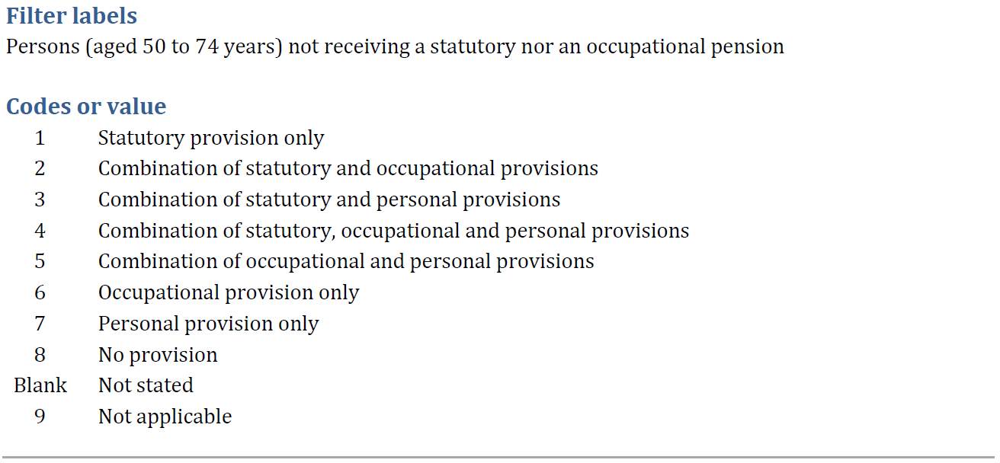 Filter labels
Persons (aged 50 to 74 years) not receiving a statutory nor an occupational pension
Codes or value
1 Statutory provision only
2 Combination of statutory and occupational provisions
3 Combination of statutory and personal provisions
4 Combination of statutory, occupational and personal provisions
5 Combination of occupational and personal provisions
6 Occupational provision only
7 Personal provision only
8 No provision
Blank Not stated
9 Not applicable